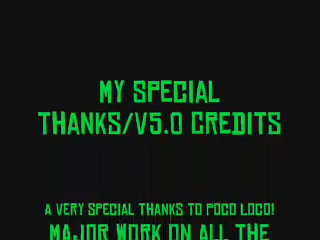 MY SPECIAL
THANKS/V5.0 CREDITS
A VERY SPECIAL THANKS TO POCO LOCO!
MAJOR WORK ON ALL THE